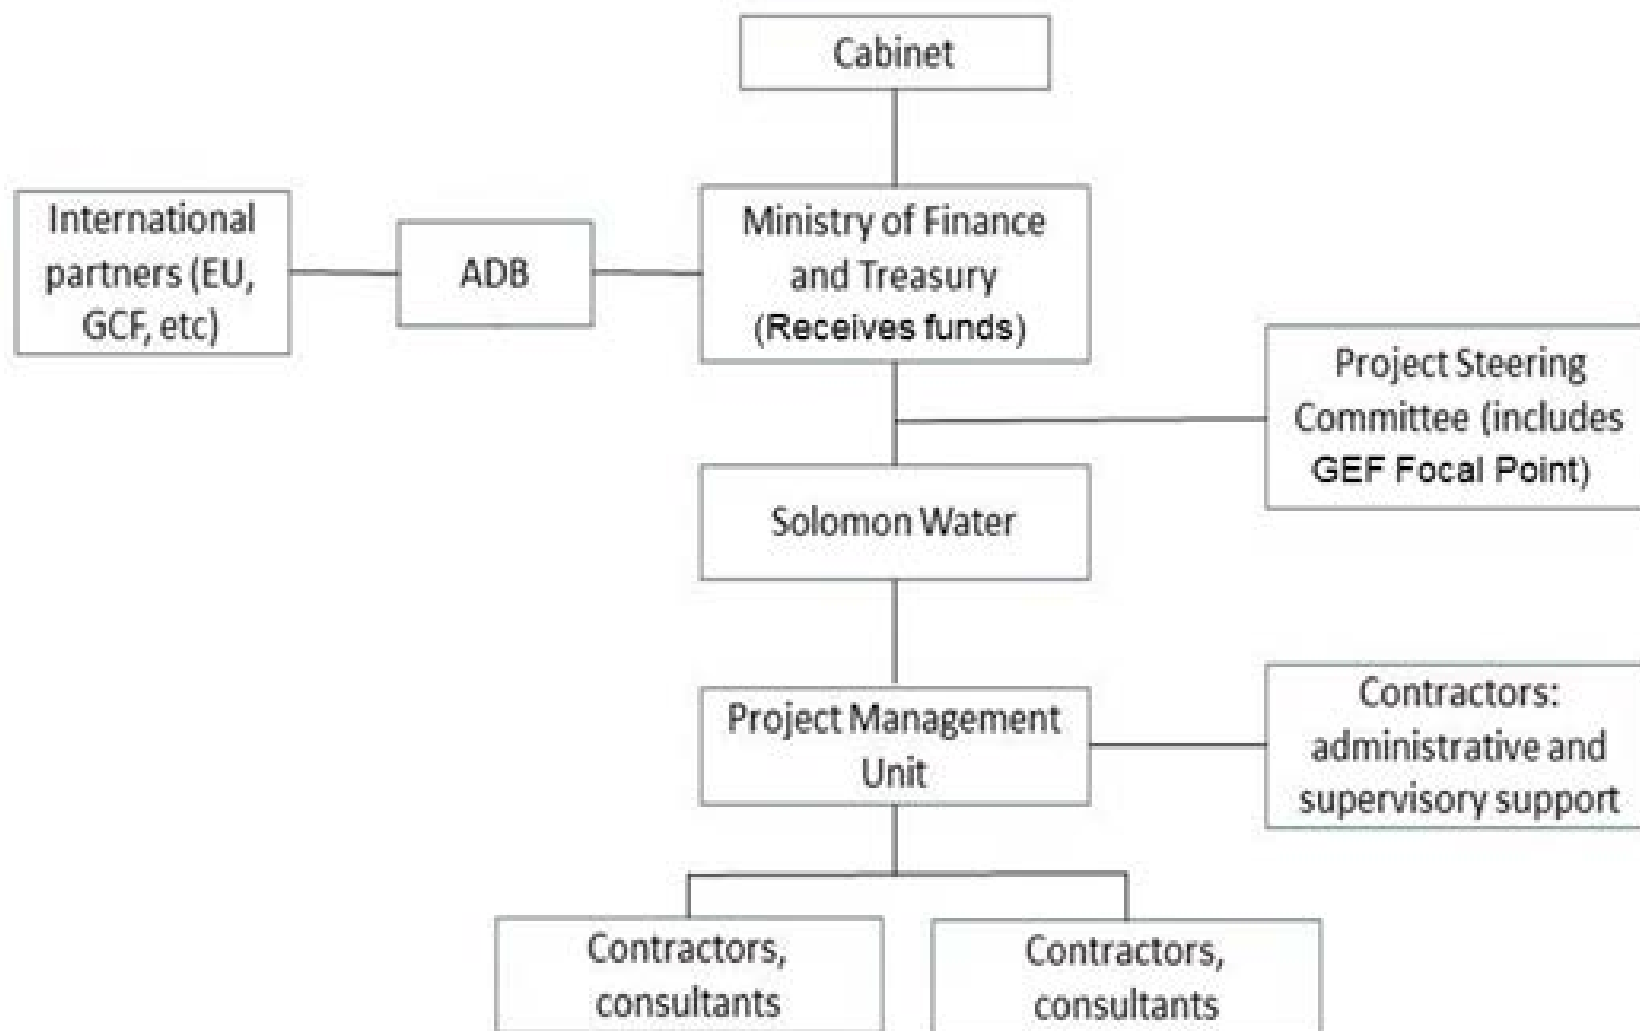 Cabinet
International
partners (EU,
GCF, etc)
ADB
Ministry of Finance
and Treasury
(Receives funds)
Project Steering
Committee (includes
GEF Focal Point)
Solomon Water
Project Management
Unit
Contractors:
administrative and
supervisory support
Contractors,
consultants
Contractors,
consultants